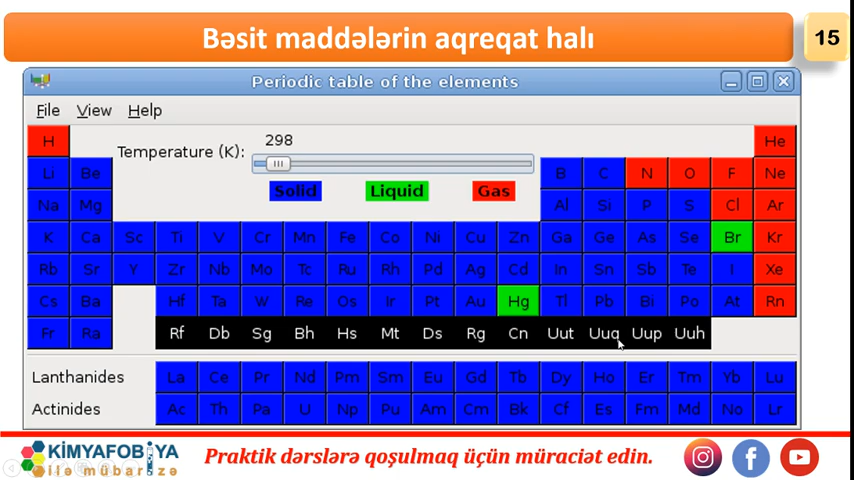 Bəsit maddələrin aqreqat halı
15
Periodic table of the elements
File View Help
H He
Temperature (K): 298
Li Be B C N O F Ne
Solid Liquid Gas
Na Mg Al Si P S Cl Ar
K Ca Sc Ti V Cr Mn Fe Co Ni Cu Zn Ga Ge As Se Br Kr
Rb Sr Y Zr Nb Mo Tc Ru Rh Pd Ag Cd In Sn Sb Te I Xe
Cs Ba Hf Ta W Re Os Ir Pt Au Hg Tl Pb Bi Po At Rn
Fr Ra Rf Db Sg Bh Hs Mt Ds Rg Cn Uut Uuq Uup Uuh
Lanthanides La Ce Pr Nd Pm Sm Eu Gd Tb Dy Ho Er Tm Yb Lu
Actinides Ac Th Pa U Np Pu Am Cm Bk Cf Es Fm Md No Lr
KİMYAFOBİYA
ilə mübarizə
Praktik dərslərə qoşulmaq üçün müraciət edin.